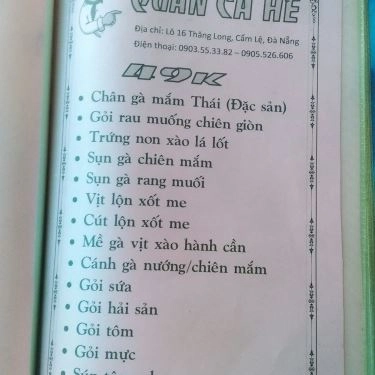 QUÁN CA HE
Địa chỉ: Lô 16 Thăng Long, Cẩm Lệ, Đà Nẵng
Điện thoại: 0903.55.33.82 – 0905.526.606
49K
• Chân gà mắm Thái (Đặc sản)
• Gỏi rau muống chiên giòn
• Trứng non xào lá lốt
• Sụn gà chiên mắm
• Sụn gà rang muối
• Vịt lộn xốt me
• Cút lộn xốt me
• Mề gà vịt xào hành cần
• Cánh gà nướng/chiên mắm
• Gỏi sứa
• Gỏi hải sản
• Gỏi tôm
• Gỏi mực